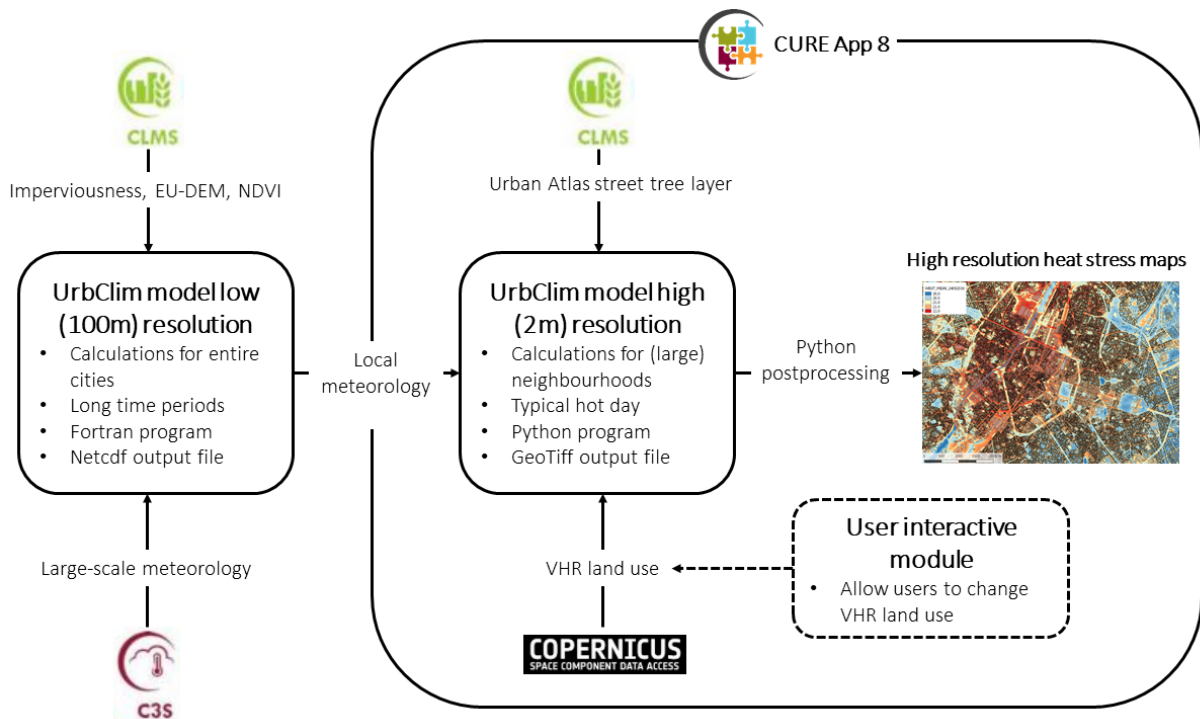 CURE App 8
CLMS
CLMS
Imperviousness, EU-DEM, NDVI
Urban Atlas street tree layer
UrbClim model low
(100m) resolution
• Calculations for entire
cities
• Long time periods
• Fortran program
• Netcdf output file
Local
meteorology
UrbClim model high
(2m) resolution
• Calculations for (large)
neighbourhoods
• Typical hot day
• Python program
• GeoTiff output file
Python
postprocessing
High resolution heat stress maps
Large-scale meteorology
C3S
VHR land use
COPERNICUS
SPACE COMPONENT DATA ACCESS
User interactive
module
• Allow users to change
VHR land use